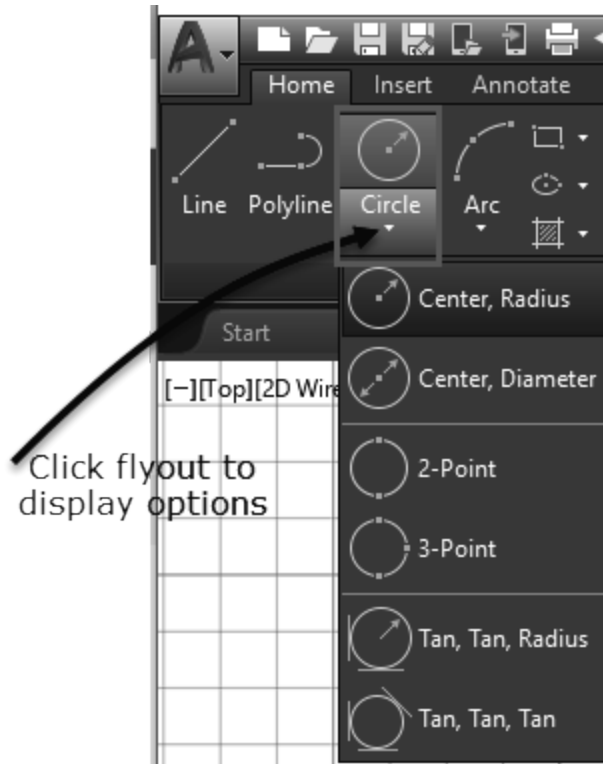 A
Home Insert Annotate
Line Polyline Circle Arc
Center, Radius
Start
Center, Diameter
[−][Top][2D Wire
Click flyout to
display options
2-Point
3-Point
Tan, Tan, Radius
Tan, Tan, Tan